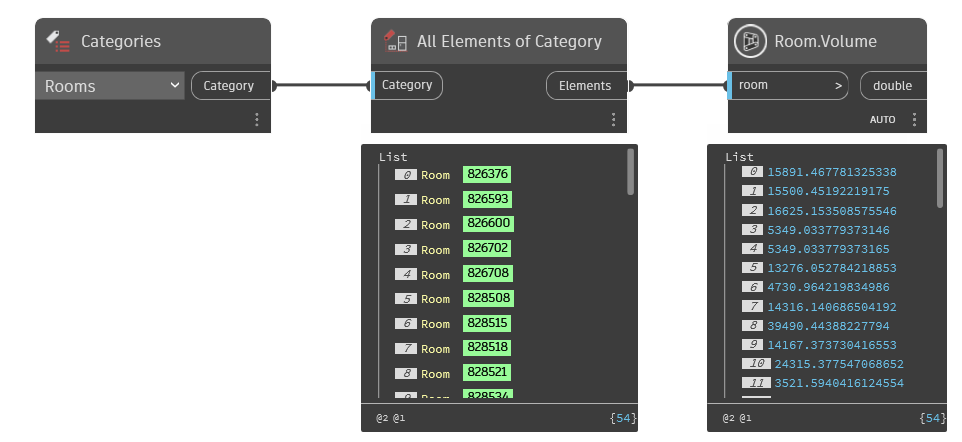 Categories
Rooms
Category
All Elements of Category
Category
Elements
Room.Volume
room
>
double
AUTO
List
0 Room 826376
1 Room 826593
2 Room 826600
3 Room 826702
4 Room 826708
5 Room 828508
6 Room 828515
7 Room 828518
8 Room 828521
9 Room 828534
@2 @1 {54}
List
0 15891.467781325338
1 15500.45192219175
2 16625.153508575546
3 5349.033779373146
4 5349.033779373165
5 13276.052784218853
6 4730.964219834986
7 14316.140686504192
8 39490.44388227794
9 14167.373730416553
10 24315.377547068652
11 3521.5940416124554
@2 @1 {54}